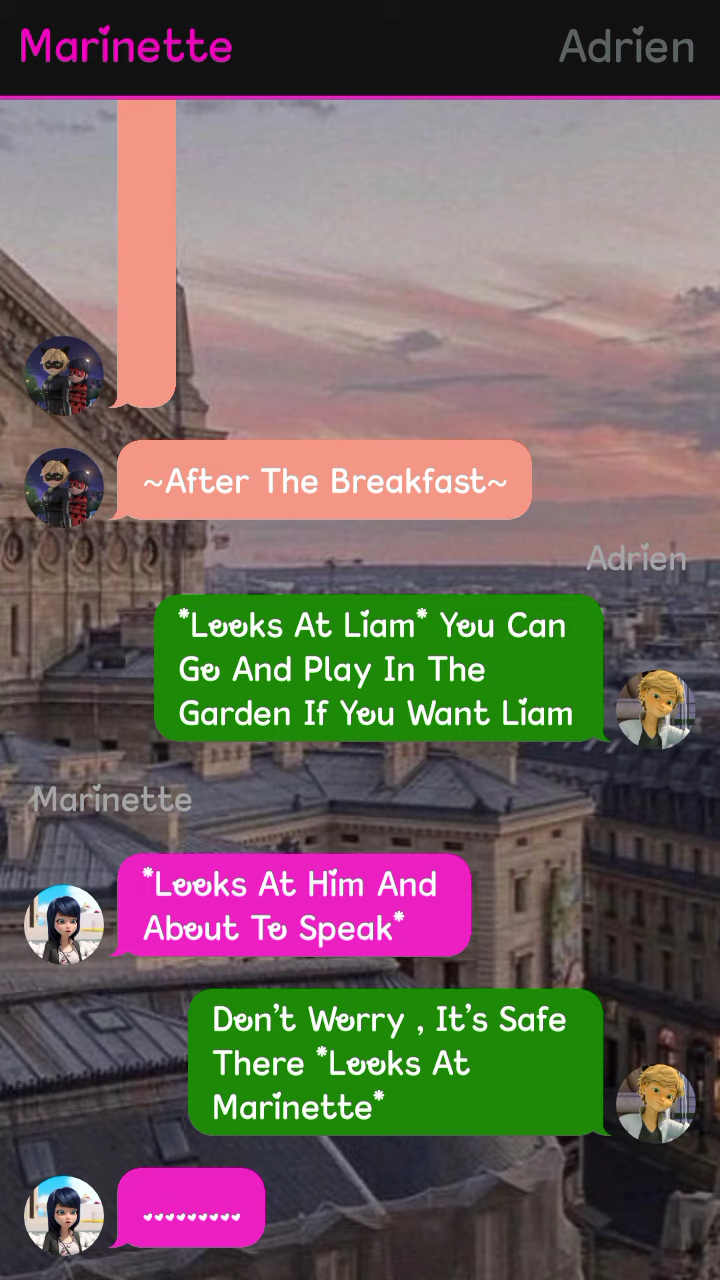 Marinette
Adrien
~After The Breakfast~
Adrien
*Looks At Liam* You Can
Go And Play In The
Garden If You Want Liam
Marinette
*Looks At Him And
About To Speak*
Don't Worry , It's Safe
There *Looks At
Marinette*
.........